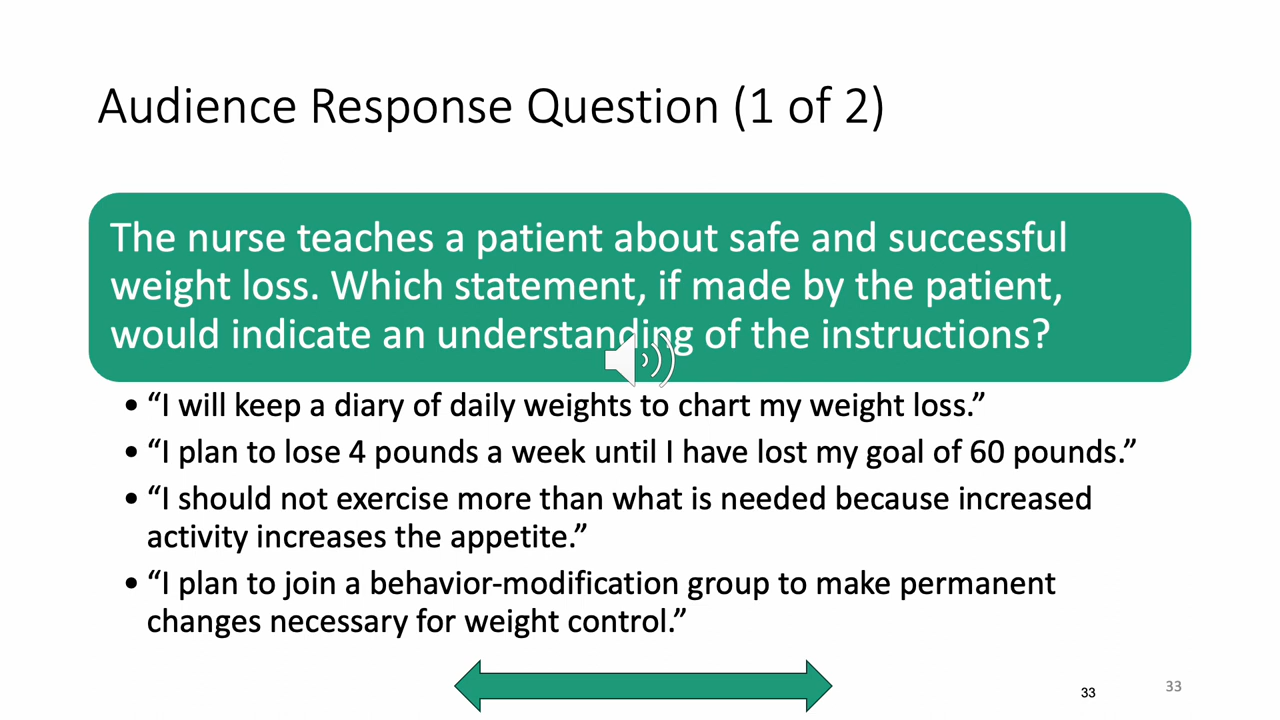 Audience Response Question (1 of 2)
The nurse teaches a patient about safe and successful
weight loss. Which statement, if made by the patient,
would indicate an understanding of the instructions?
• “I will keep a diary of daily weights to chart my weight loss.”
• “I plan to lose 4 pounds a week until I have lost my goal of 60 pounds.”
• “I should not exercise more than what is needed because increased
activity increases the appetite.”
• “I plan to join a behavior-modification group to make permanent
changes necessary for weight control.”
33
33